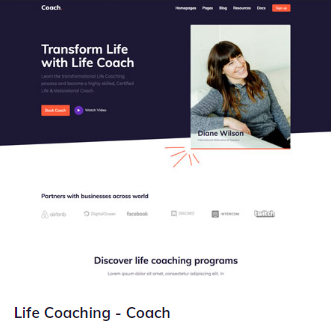 Coach.
Homepages Pages Blog Resources Docs Sign up
Transform Life
with Life Coach
Learn the transformational Life Coaching
process and become a highly skilled, Certified
Life & Motivational Coach
Book Coach Watch Video
Diane Wilson
Partners with businesses across world
airbnb DigitalOcean facebook INTERCOM twitch
Discover life coaching programs
Lorem ipsum dolor sit amet, consectetur adipiscing elit. In
Life Coaching - Coach